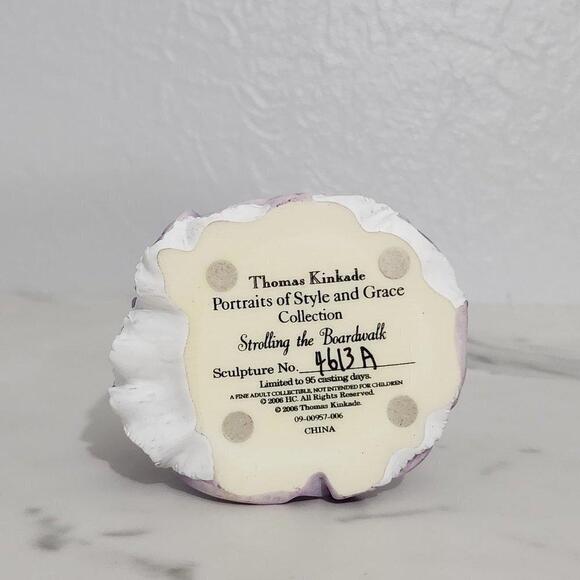 Thomas Kinkade
Portraits of Style and Grace
Collection
Strolling the Boardwalk
Sculpture No. 4613A
Limited to 95 casting days.
A FINE ADULT COLLECTIBLE, NOT INTENDED FOR CHILDREN
© 2006 HC. All Rights Reserved.
© 2006 Thomas Kinkade.
09-00957-006
CHINA